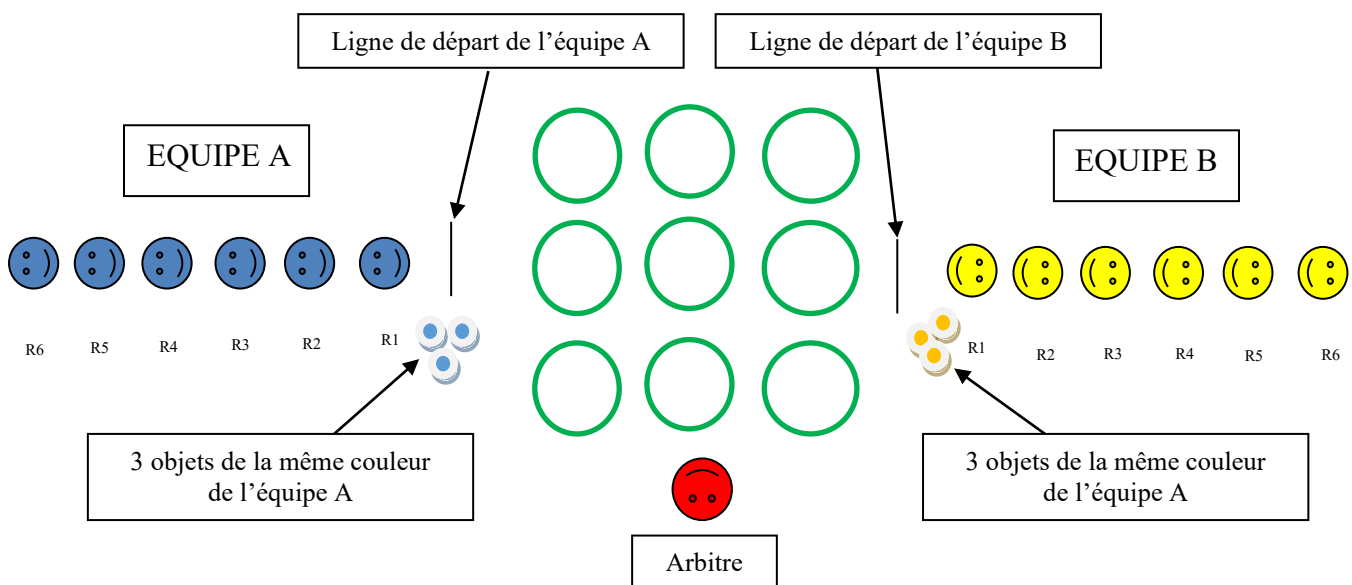 Ligne de départ de l’équipe A
Ligne de départ de l’équipe B
EQUIPE A
EQUIPE B
R6 R5 R4 R3 R2 R1
R1 R2 R3 R4 R5 R6
3 objets de la même couleur
de l’équipe A
3 objets de la même couleur
de l’équipe A
Arbitre